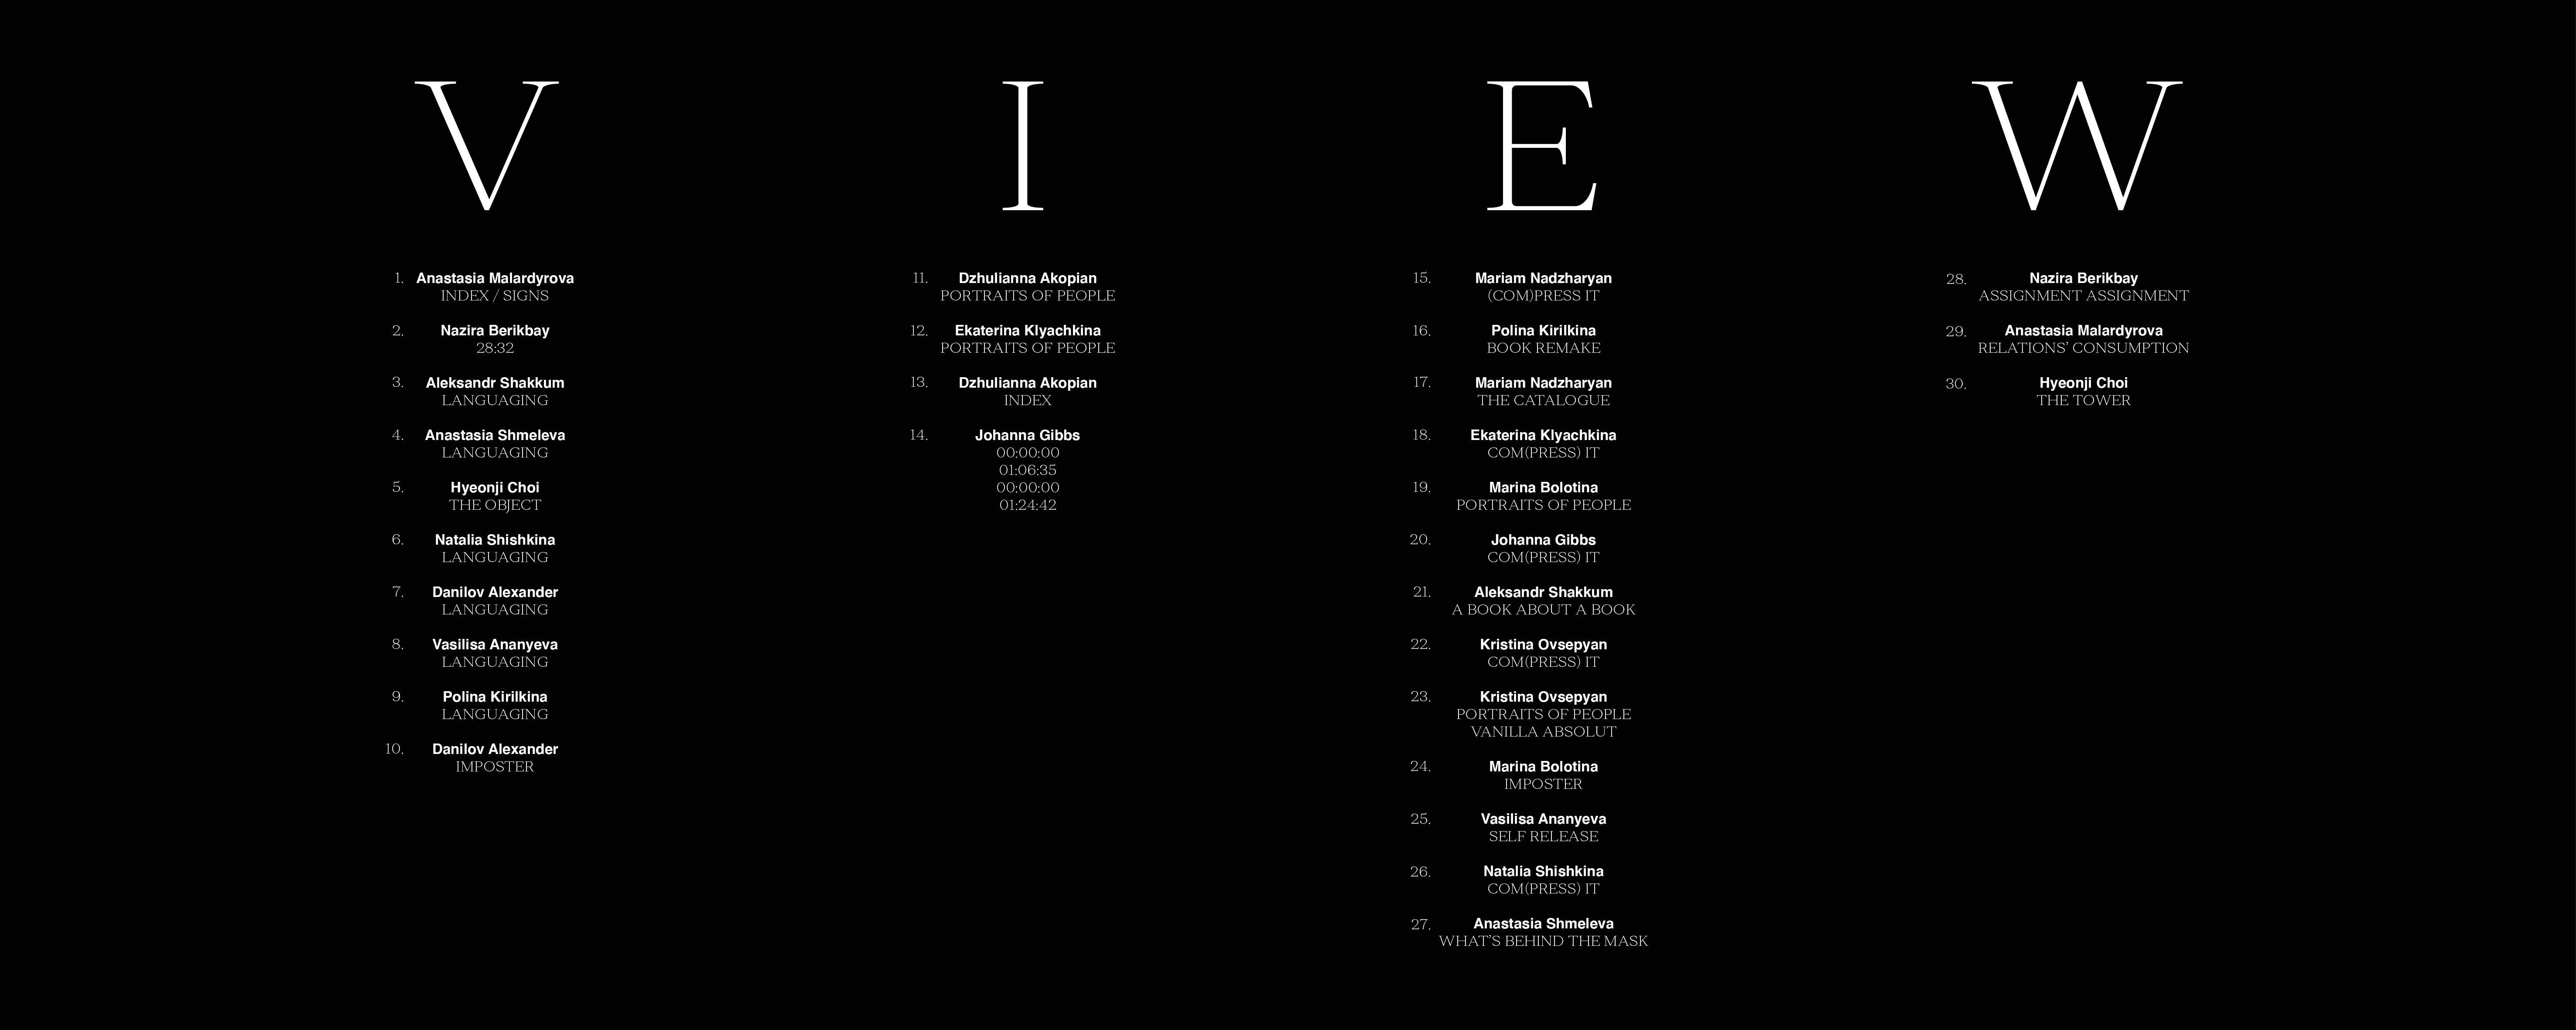 V
1. Anastasia Malardyrova
INDEX / SIGNS
2. Nazira Berikbay
28:32
3. Aleksandr Shakkum
LANGUAGING
4. Anastasia Shmeleva
LANGUAGING
5. Hyeonji Choi
THE OBJECT
6. Natalia Shishkina
LANGUAGING
7. Danilov Alexander
LANGUAGING
8. Vasilisa Ananyeva
LANGUAGING
9. Polina Kirilkina
LANGUAGING
10. Danilov Alexander
IMPOSTER
I
11. Dzhulianna Akopian
PORTRAITS OF PEOPLE
12. Ekaterina Klyachkina
PORTRAITS OF PEOPLE
13. Dzhulianna Akopian
INDEX
14. Johanna Gibbs
00:00:00
01:06:35
00:00:00
01:24:42
E
15. Mariam Nadzharyan
(COM)PRESS IT
16. Polina Kirilkina
BOOK REMAKE
17. Mariam Nadzharyan
THE CATALOGUE
18. Ekaterina Klyachkina
COM(PRESS) IT
19. Marina Bolotina
PORTRAITS OF PEOPLE
20. Johanna Gibbs
COM(PRESS) IT
21. Aleksandr Shakkum
A BOOK ABOUT A BOOK
22. Kristina Ovsepyan
COM(PRESS) IT
23. Kristina Ovsepyan
PORTRAITS OF PEOPLE
VANILLA ABSOLUT
24. Marina Bolotina
IMPOSTER
25. Vasilisa Ananyeva
SELF RELEASE
26. Natalia Shishkina
COM(PRESS) IT
27. Anastasia Shmeleva
WHAT’S BEHIND THE MASK
W
28. Nazira Berikbay
ASSIGNMENT ASSIGNMENT
29. Anastasia Malardyrova
RELATIONS’ CONSUMPTION
30. Hyeonji Choi
THE TOWER